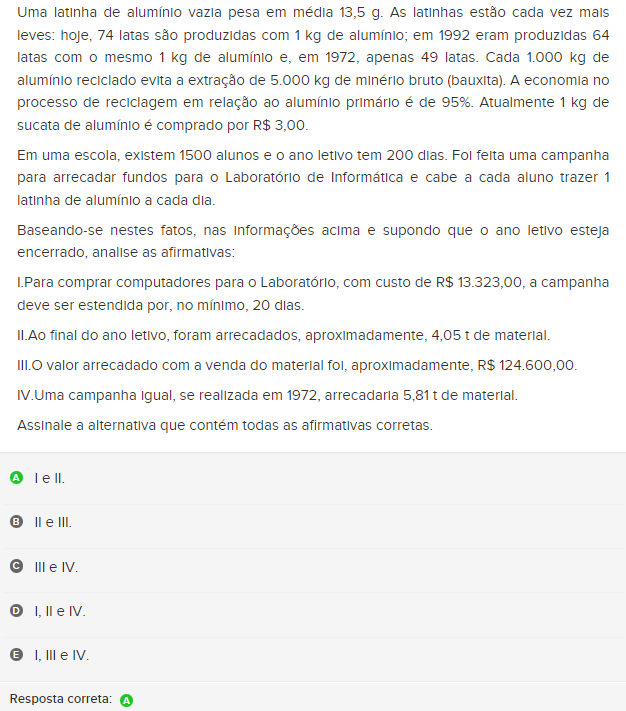 Uma latinha de alumínio vazia pesa em média 13,5 g. As latinhas estão cada vez mais
leves: hoje, 74 latas são produzidas com 1 kg de alumínio; em 1992 eram produzidas 64
latas com o mesmo 1 kg de alumínio e, em 1972, apenas 49 latas. Cada 1.000 kg de
alumínio reciclado evita a extração de 5.000 kg de minério bruto (bauxita). A economia no
processo de reciclagem em relação ao alumínio primário é de 95%. Atualmente 1 kg de
sucata de alumínio é comprado por R$ 3,00.
Em uma escola, existem 1500 alunos e o ano letivo tem 200 dias. Foi feita uma campanha
para arrecadar fundos para o Laboratório de Informática e cabe a cada aluno trazer 1
latinha de alumínio a cada dia.
Baseando-se nestes fatos, nas informações acima e supondo que o ano letivo esteja
encerrado, analise as afirmativas:
I.Para comprar computadores para o Laboratório, com custo de R$ 13.323,00, a campanha
deve ser estendida por, no mínimo, 20 dias.
II.Ao final do ano letivo, foram arrecadados, aproximadamente, 4,05 t de material.
III.O valor arrecadado com a venda do material foi, aproximadamente, R$ 124.600,00.
IV.Uma campanha igual, se realizada em 1972, arrecadaria 5,81 t de material.
Assinale a alternativa que contém todas as afirmativas corretas.
A I e II.
B II e III.
C III e IV.
D I, II e IV.
E I, III e IV.
Resposta correta: A